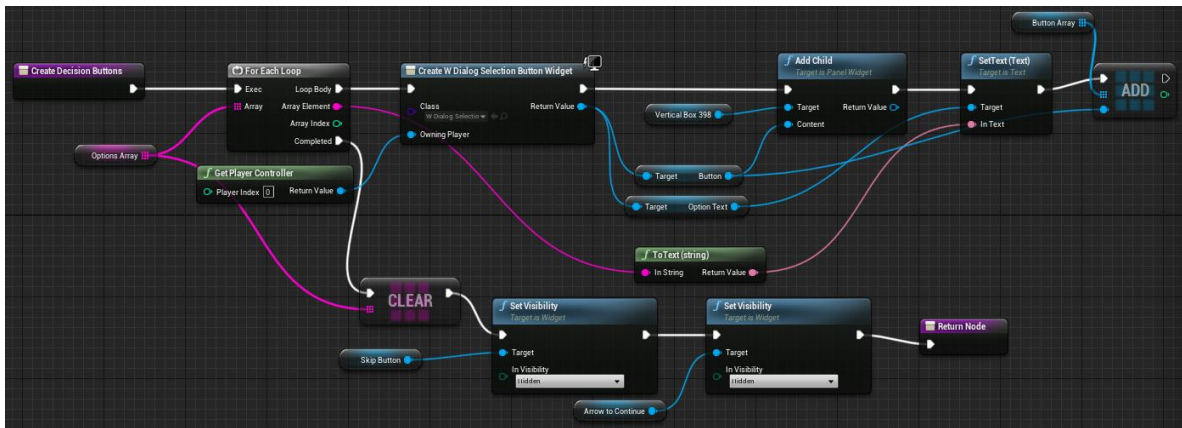 Button Array
Create Decision Buttons
For Each Loop
Exec
Loop Body
Array
Array Element
Array Index
Completed
Create W Dialog Selection Button Widget
Class
W Dialog Selectio
Return Value
Owning Player
Add Child
Target is Panel Widget
Target
Return Value
Content
SetText (Text)
Target is Text
Target
In Text
ADD
Vertical Box 398
Options Array
Get Player Controller
Player Index 0
Return Value
Target
Button
Target
Option Text
ToText (string)
In String
Return Value
CLEAR
Set Visibility
Target is Widget
Target
In Visibility
Hidden
Set Visibility
Target is Widget
Target
In Visibility
Hidden
Return Node
Skip Button
Arrow to Continue